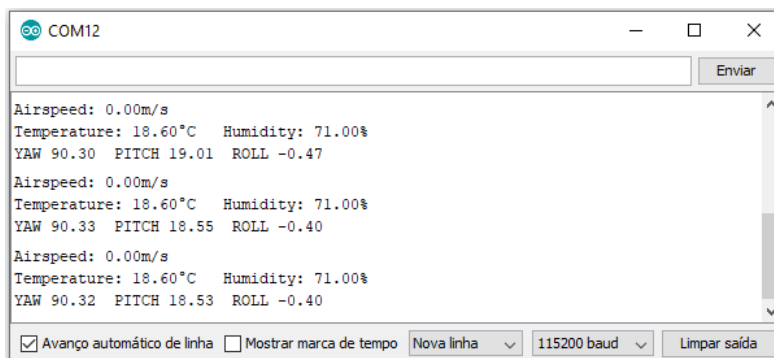 COM12
Enviar
Airspeed: 0.00m/s
Temperature: 18.60°C   Humidity: 71.00%
YAW 90.30  PITCH 19.01  ROLL -0.47
Airspeed: 0.00m/s
Temperature: 18.60°C   Humidity: 71.00%
YAW 90.33  PITCH 18.55  ROLL -0.40
Airspeed: 0.00m/s
Temperature: 18.60°C   Humidity: 71.00%
YAW 90.32  PITCH 18.53  ROLL -0.40
Avanço automático de linha Mostrar marca de tempo Nova linha 115200 baud Limpar saída